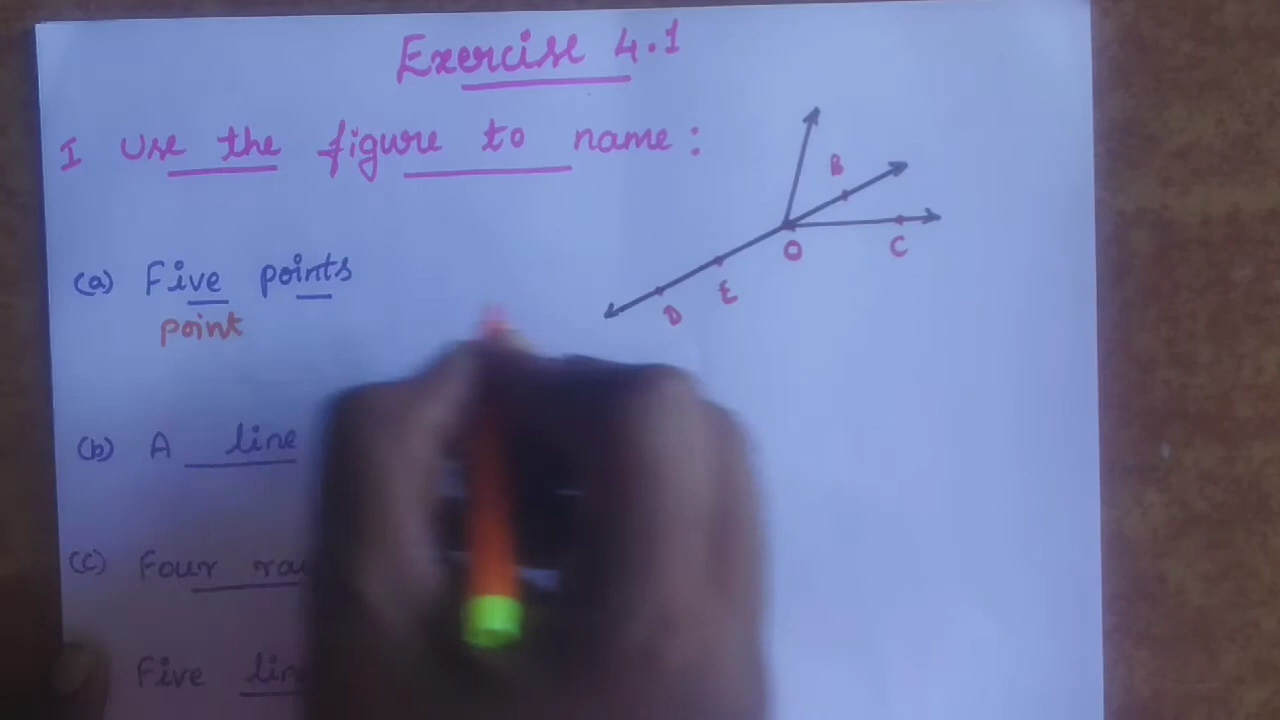 Exercise 4.1
I Use the figure to name:
B
O
C
E
D
(a) Five points
point
(b) A line
(c) Four
Five